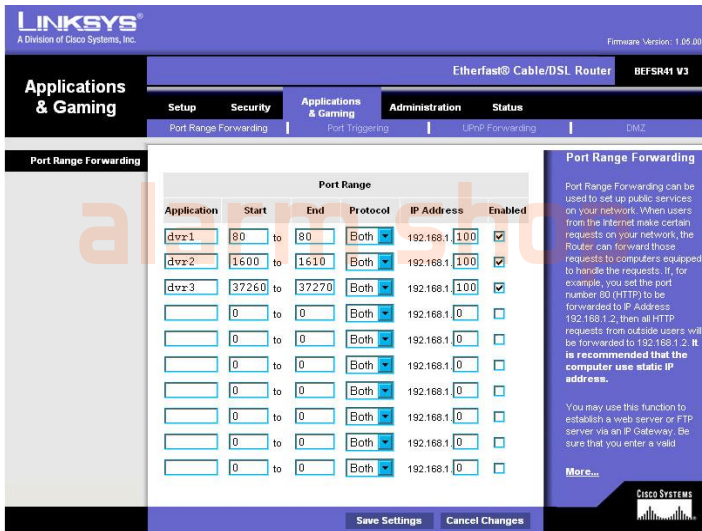 LINKSYS®
A Division of Cisco Systems, Inc.
Firmware Version: 1.05.00
Etherfast® Cable/DSL Router BEFSR41 V3
Applications
& Gaming
Setup Security Applications & Gaming Administration Status
Port Range Forwarding Port Triggering UPnP Forwarding DMZ
Port Range Forwarding
Port Range
Application Start End Protocol IP Address Enabled
dvr1 80 to 80 Both 192.168.1.100
dvr2 1600 to 1610 Both 192.168.1.100
dvr3 37260 to 37270 Both 192.168.1.100
0 to 0 Both 192.168.1.0
0 to 0 Both 192.168.1.0
0 to 0 Both 192.168.1.0
0 to 0 Both 192.168.1.0
0 to 0 Both 192.168.1.0
0 to 0 Both 192.168.1.0
0 to 0 Both 192.168.1.0
Save Settings Cancel Changes
Port Range Forwarding
Port Range Forwarding can be
used to set up public services
on your network. When users
from the Internet make certain
requests on your network, the
Router can forward those
requests to computers equipped
to handle the requests. If, for
example, you set the port
number 80 (HTTP) to be
forwarded to IP Address
192.168.1.2, then all HTTP
requests from outside users will
be forwarded to 192.168.1.2. It
is recommended that the
computer use static IP
address.
You may use this function to
establish a web server or FTP
server via an IP Gateway. Be
sure that you enter a valid
More...
CISCO SYSTEMS
alarm shop